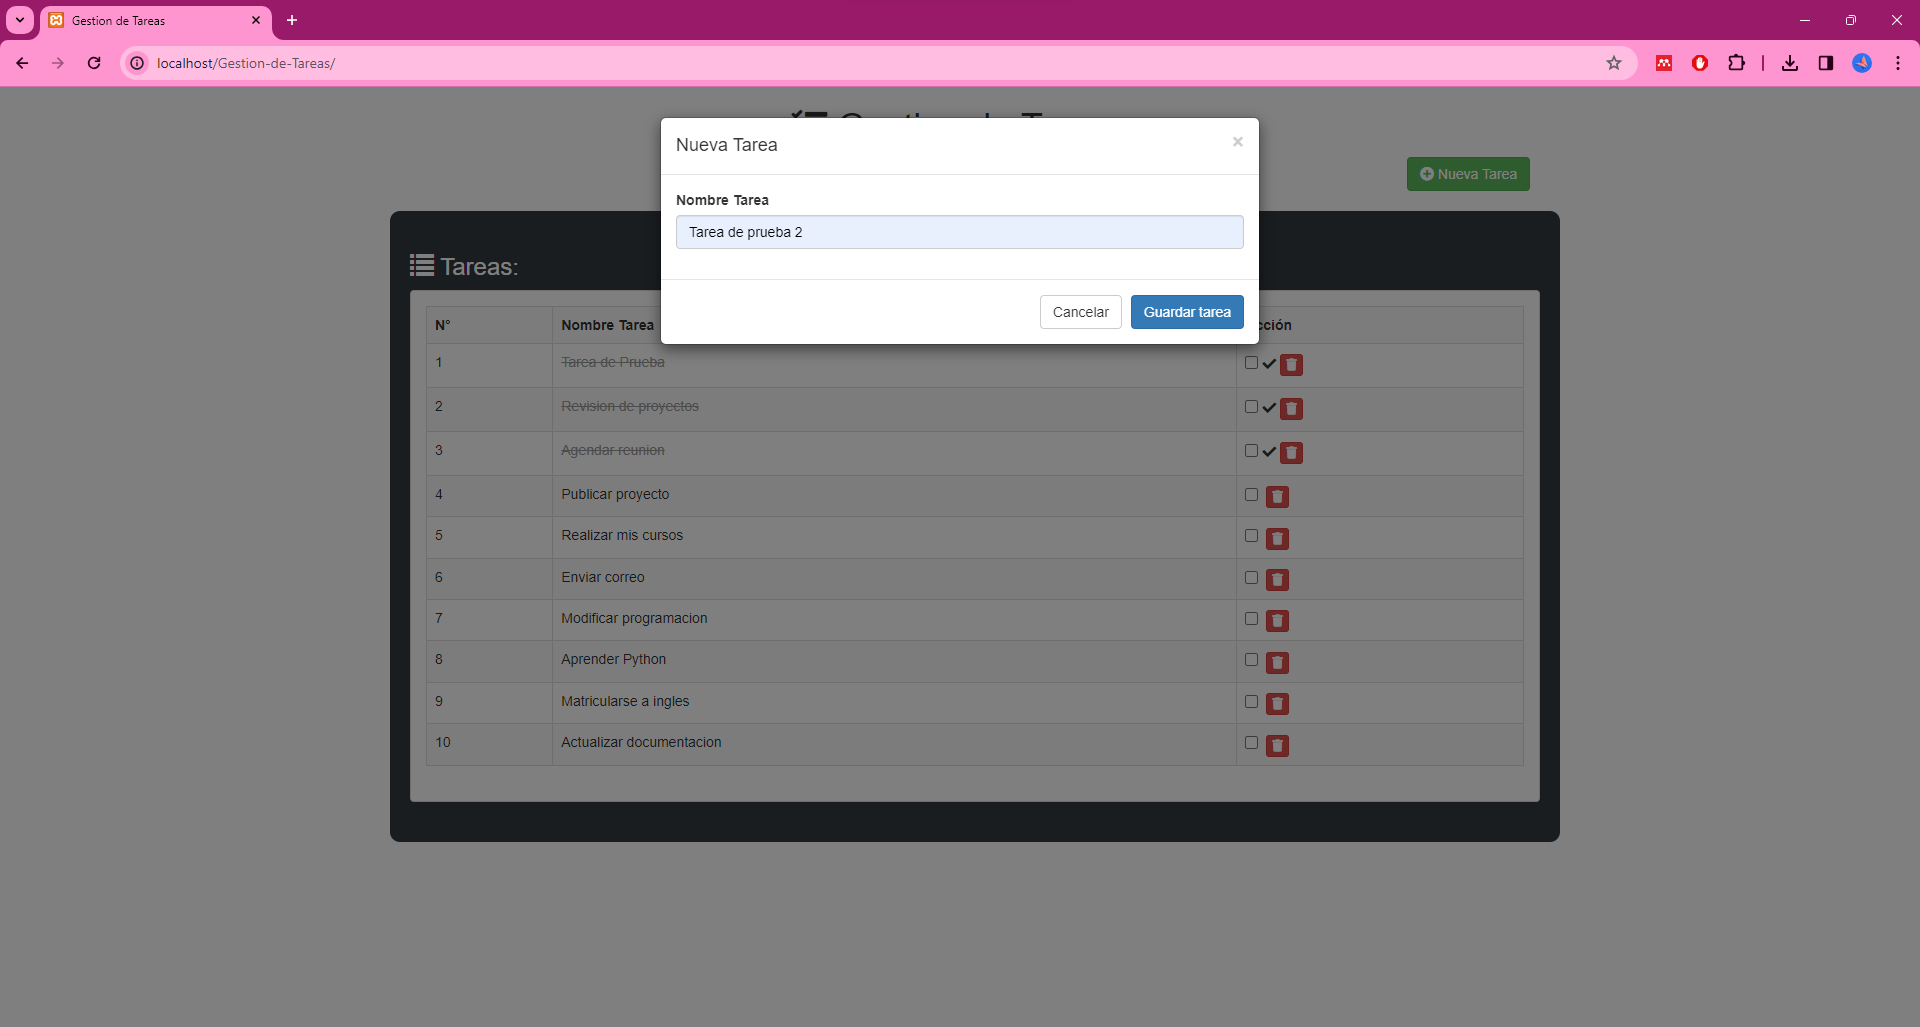 Gestion de Tareas
localhost/Gestion-de-Tareas/
Nueva Tarea
×
Nueva Tarea
Nombre Tarea
Tarea de prueba 2
Tareas:
Cancelar
Guardar tarea
N° Nombre Tarea cción
1 Tarea de Prueba
2 Revision de proyectos
3 Agendar reunion
4 Publicar proyecto
5 Realizar mis cursos
6 Enviar correo
7 Modificar programacion
8 Aprender Python
9 Matricularse a ingles
10 Actualizar documentacion